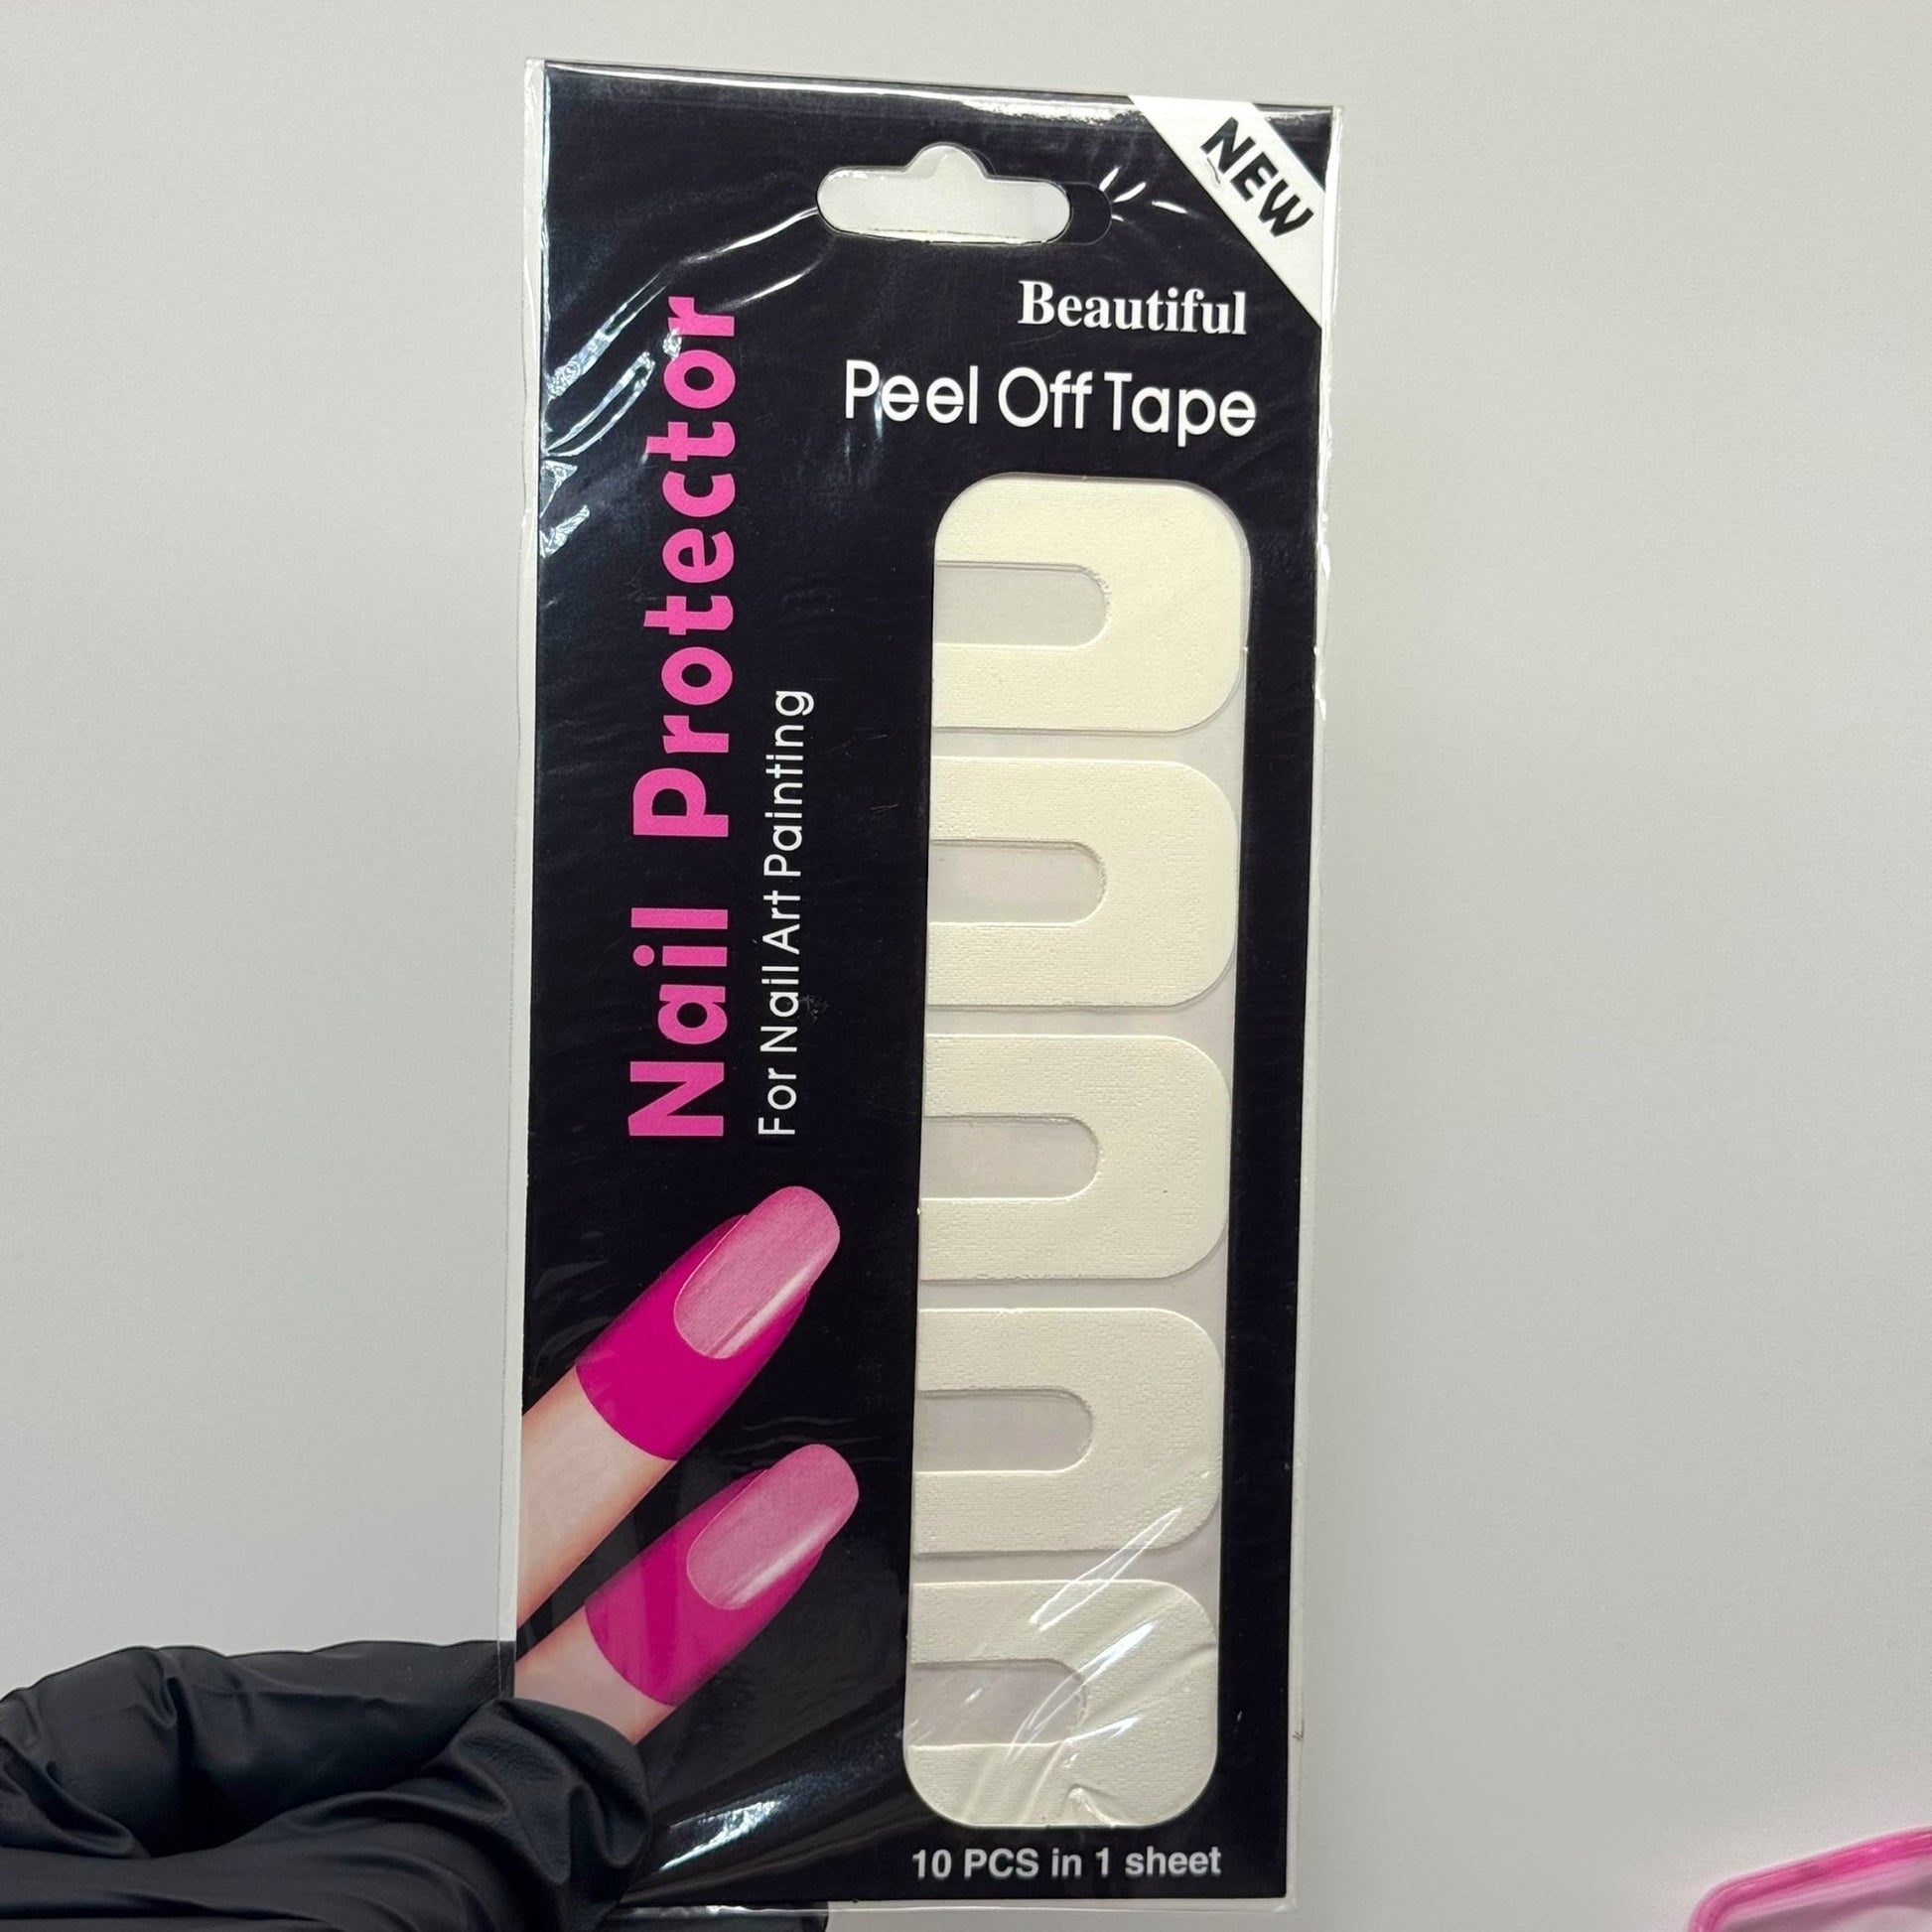 NEW
Beautiful
Peel Off Tape
Nail Protector
For Nail Art Painting
10 PCS in 1 sheet